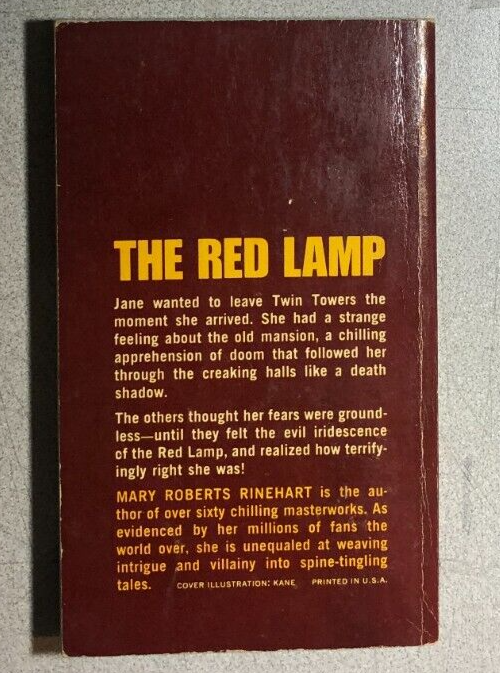 THE RED LAMP
Jane wanted to leave Twin Towers the
moment she arrived. She had a strange
feeling about the old mansion, a chilling
apprehension of doom that followed her
through the creaking halls like a death
shadow.
The others thought her fears were ground-
less—until they felt the evil iridescence
of the Red Lamp, and realized how terrify-
ingly right she was!
MARY ROBERTS RINEHART is the au-
thor of over sixty chilling masterworks. As
evidenced by her millions of fans the
world over, she is unequaled at weaving
intrigue and villainy into spine-tingling
tales. COVER ILLUSTRATION: KANE PRINTED IN U.S.A.